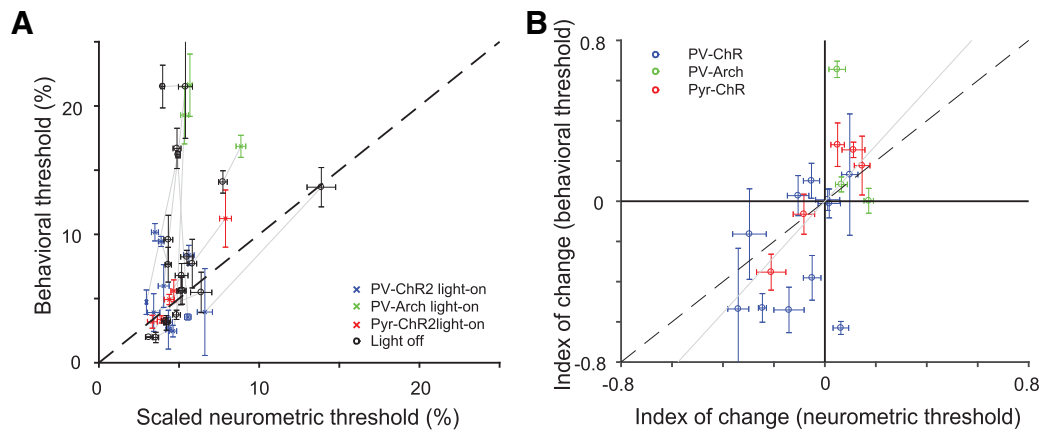 A
Behavioral threshold (%)
20
10
0
0
10
20
Scaled neurometric threshold (%)
PV-ChR2 light-on
PV-Arch light-on
Pyr-ChR2light-on
Light off
B
Index of change (behavioral threshold)
0.8
0
-0.8
-0.8
0
0.8
Index of change (neurometric threshold)
PV-ChR
PV-Arch
Pyr-ChR